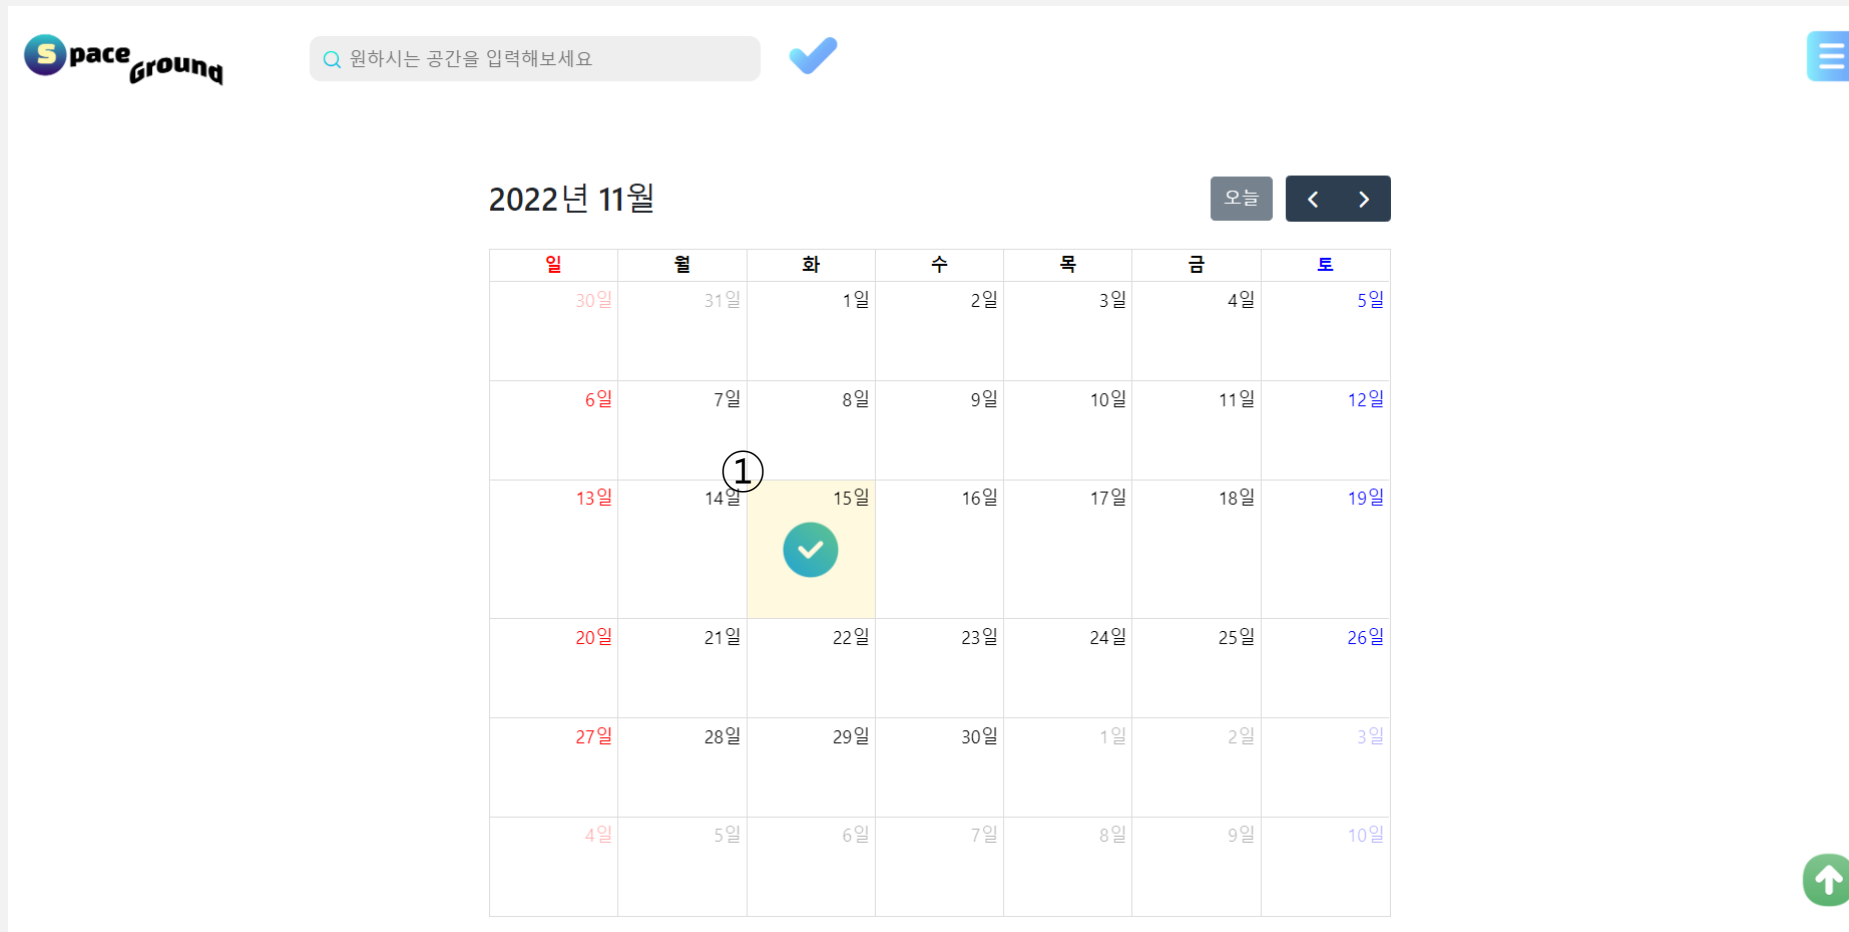 Space Ground
원하시는 공간을 입력해보세요
2022년 11월
오늘
일 월 화 수 목 금 토
30일 31일 1일 2일 3일 4일 5일
6일 7일 8일 9일 10일 11일 12일
①
13일 14일 15일 16일 17일 18일 19일
20일 21일 22일 23일 24일 25일 26일
27일 28일 29일 30일 1일 2일 3일
4일 5일 6일 7일 8일 9일 10일